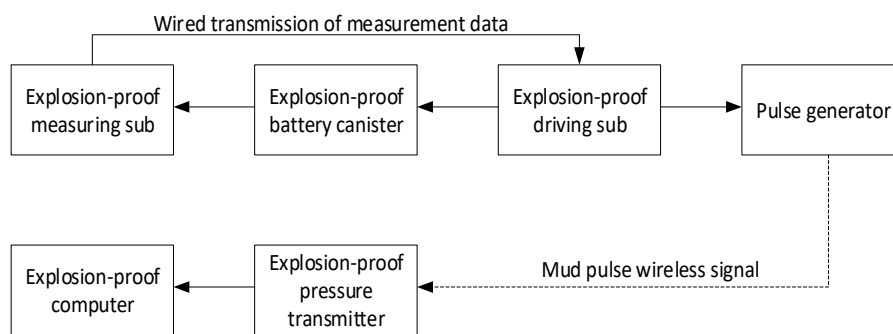 Wired transmission of measurement data
Explosion-proof
measuring sub
Explosion-proof
battery canister
Explosion-proof
driving sub
Pulse generator
Explosion-proof
computer
Explosion-proof
pressure
transmitter
Mud pulse wireless signal